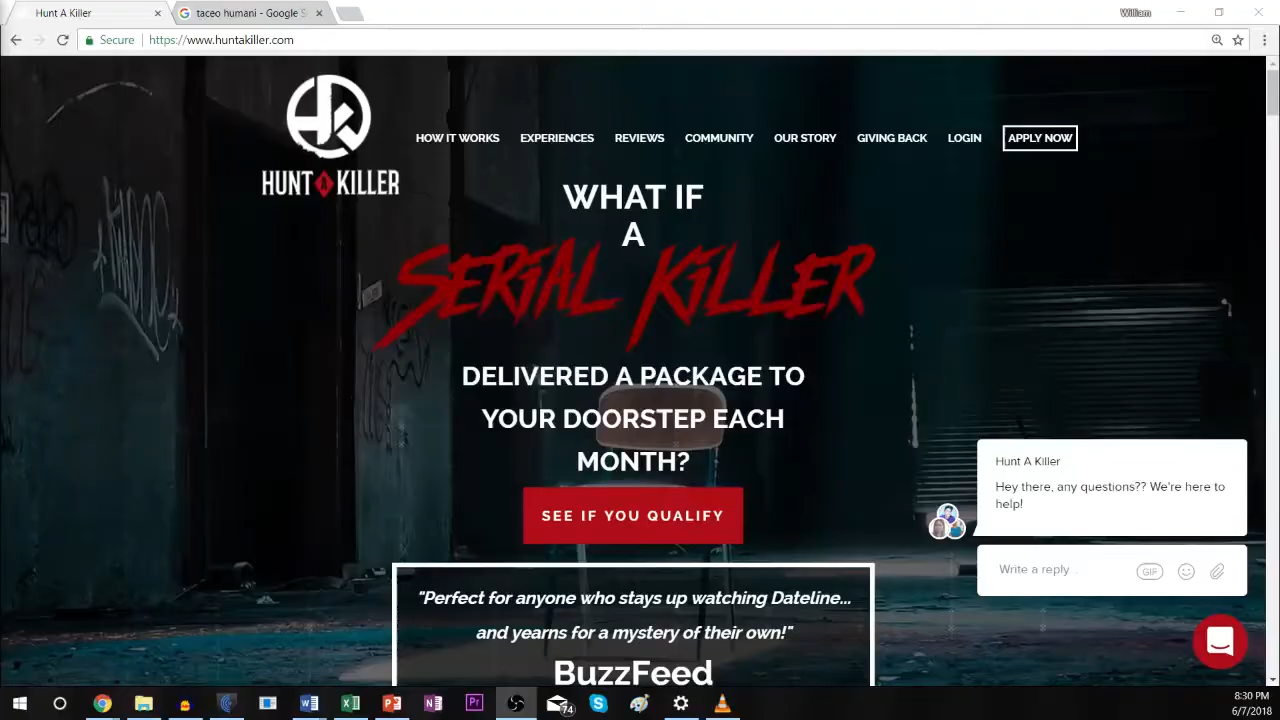 Hunt A Killer
taceo humani - Google S
William
Secure
https://www.huntakiller.com
HUNT A KILLER
HOW IT WORKS
EXPERIENCES
REVIEWS
COMMUNITY
OUR STORY
GIVING BACK
LOGIN
APPLY NOW
WHAT IF
A
SERIAL KILLER
DELIVERED A PACKAGE TO
YOUR DOORSTEP EACH
MONTH?
SEE IF YOU QUALIFY
"Perfect for anyone who stays up watching Dateline...
and yearns for a mystery of their own!"
BuzzFeed
Hunt A Killer
Hey there, any questions?? We're here to
help!
Write a reply...
GIF
74
8:30 PM
6/7/2018